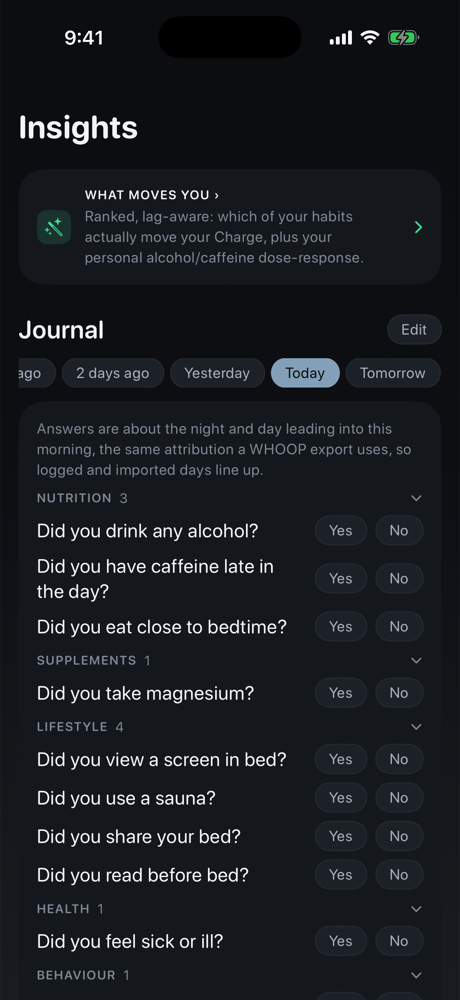 9:41
Insights
WHAT MOVES YOU ›
Ranked, lag-aware: which of your habits
actually move your Charge, plus your
personal alcohol/caffeine dose-response.
Journal
Edit
ago
2 days ago
Yesterday
Today
Tomorrow
Answers are about the night and day leading into this
morning, the same attribution a WHOOP export uses, so
logged and imported days line up.
NUTRITION 3
Did you drink any alcohol?
Yes
No
Did you have caffeine late in
the day?
Yes
No
Did you eat close to bedtime?
Yes
No
SUPPLEMENTS 1
Did you take magnesium?
Yes
No
LIFESTYLE 4
Did you view a screen in bed?
Yes
No
Did you use a sauna?
Yes
No
Did you share your bed?
Yes
No
Did you read before bed?
Yes
No
HEALTH 1
Did you feel sick or ill?
Yes
No
BEHAVIOUR 1